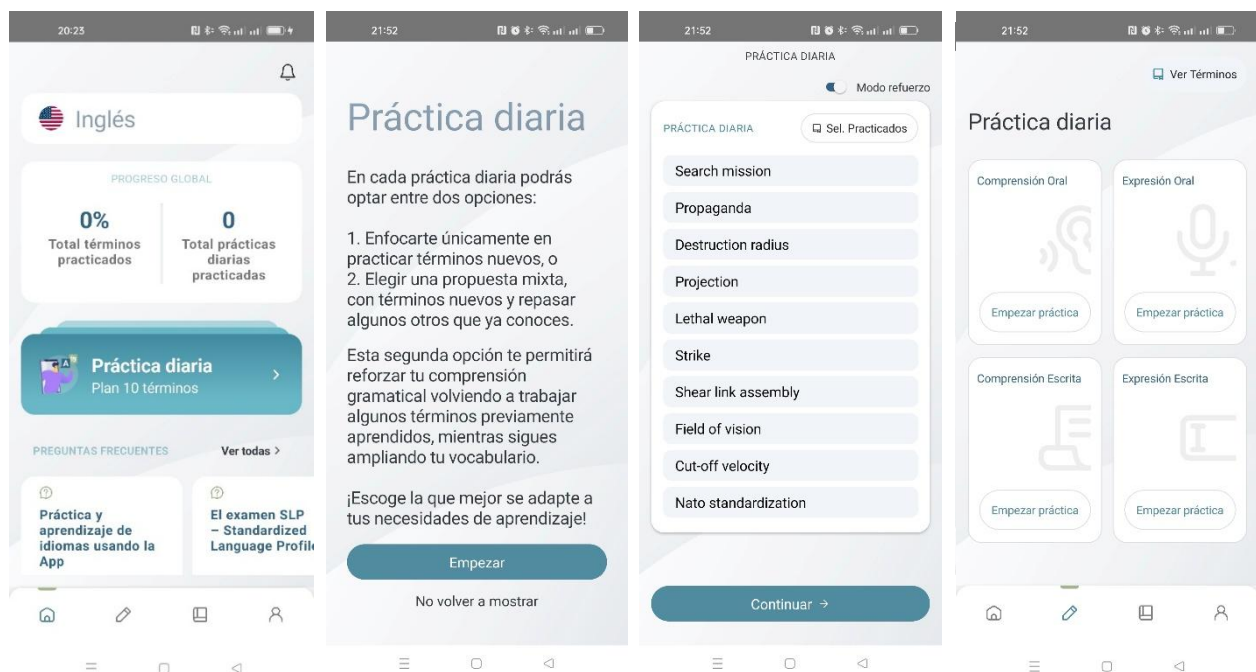 20:23
Inglés
PROGRESO GLOBAL
0%
Total términos
practicados
0
Total prácticas
diarias
practicadas
Práctica diaria
Plan 10 términos
PREGUNTAS FRECUENTES
Ver todas >
Práctica y
aprendizaje de
idiomas usando la
App
El examen SLP
– Standardized
Language Profile
21:52
Práctica diaria
En cada práctica diaria podrás
optar entre dos opciones:
1. Enfocarte únicamente en
practicar términos nuevos, o
2. Elegir una propuesta mixta,
con términos nuevos y repasar
algunos otros que ya conoces.
Esta segunda opción te permitirá
reforzar tu comprensión
gramatical volviendo a trabajar
algunos términos previamente
aprendidos, mientras sigues
ampliando tu vocabulario.
¡Escoge la que mejor se adapte a
tus necesidades de aprendizaje!
Empezar
No volver a mostrar
21:52
PRÁCTICA DIARIA
Modo refuerzo
PRÁCTICA DIARIA
Sel. Practicados
Search mission
Propaganda
Destruction radius
Projection
Lethal weapon
Strike
Shear link assembly
Field of vision
Cut-off velocity
Nato standardization
Continuar →
21:52
Ver Términos
Práctica diaria
Comprensión Oral
Empezar práctica
Expresión Oral
Empezar práctica
Comprensión Escrita
Empezar práctica
Expresión Escrita
Empezar práctica